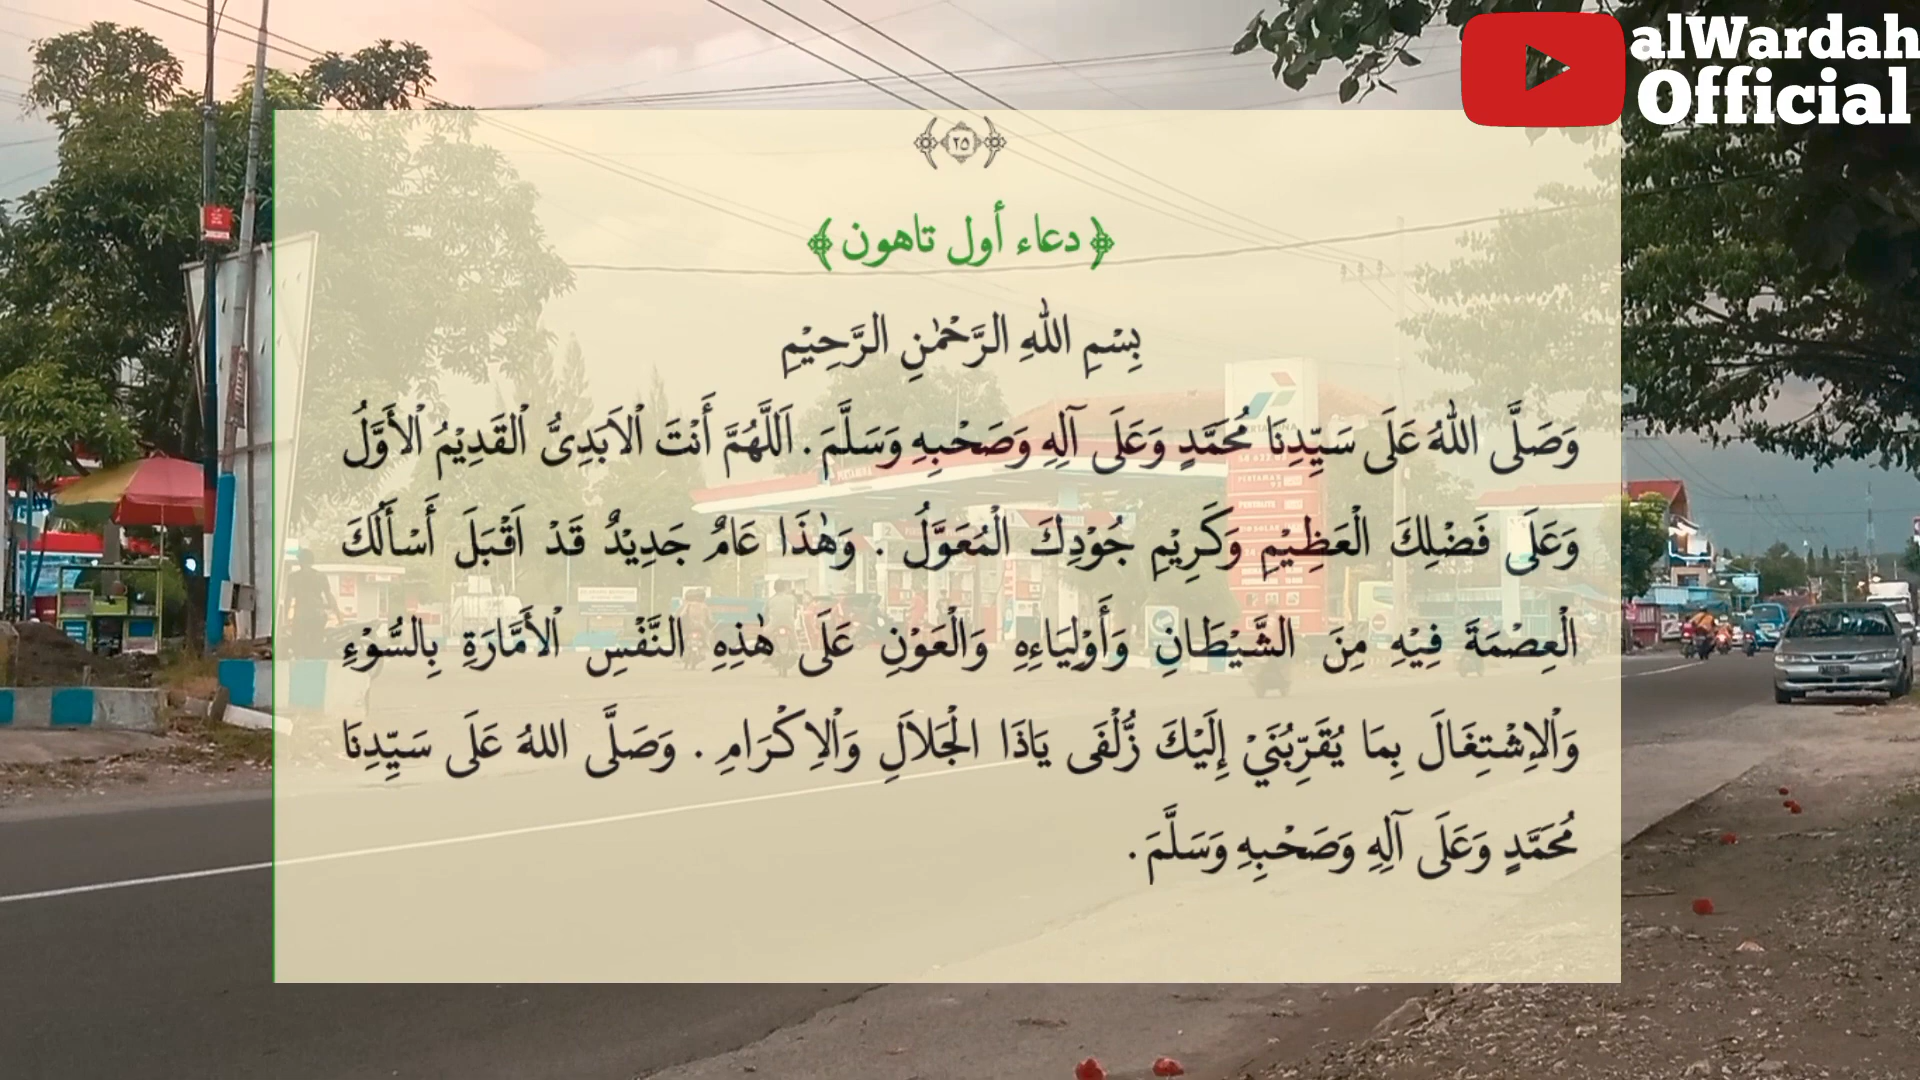 alWardah
Official
٢٥
﴿ دعاء أول تاهون ﴾
بِسْمِ اللهِ الرَّحْمٰنِ الرَّحِيْمِ
وَصَلَّى اللهُ عَلَى سَيِّدِنَا مُحَمَّدٍ وَعَلَى آلِهِ وَصَحْبِهِ وَسَلَّمَ . اَللَّهُمَّ أَنْتَ الْاَبَدِىُّ الْقَدِيْمُ الْأَوَّلُ
وَعَلَى فَضْلِكَ الْعَظِيْمِ وَكَرِيْمِ جُوْدِكَ الْمُعَوَّلُ . وَهٰذَا عَامٌ جَدِيْدٌ قَدْ اَقْبَلَ أَسْأَلُكَ
الْعِصْمَةَ فِيْهِ مِنَ الشَّيْطَانِ وَأَوْلِيَاءِهِ وَالْعَوْنِ عَلَى هٰذِهِ النَّفْسِ الْأَمَّارَةِ بِالسُّوْءِ
وَالْاِشْتِغَالَ بِمَا يُقَرِّبُنِيْ إِلَيْكَ زُلْفَى يَاذَا الْجَلَالِ وَالْاِكْرَامِ . وَصَلَّى اللهُ عَلَى سَيِّدِنَا
مُحَمَّدٍ وَعَلَى آلِهِ وَصَحْبِهِ وَسَلَّمَ .